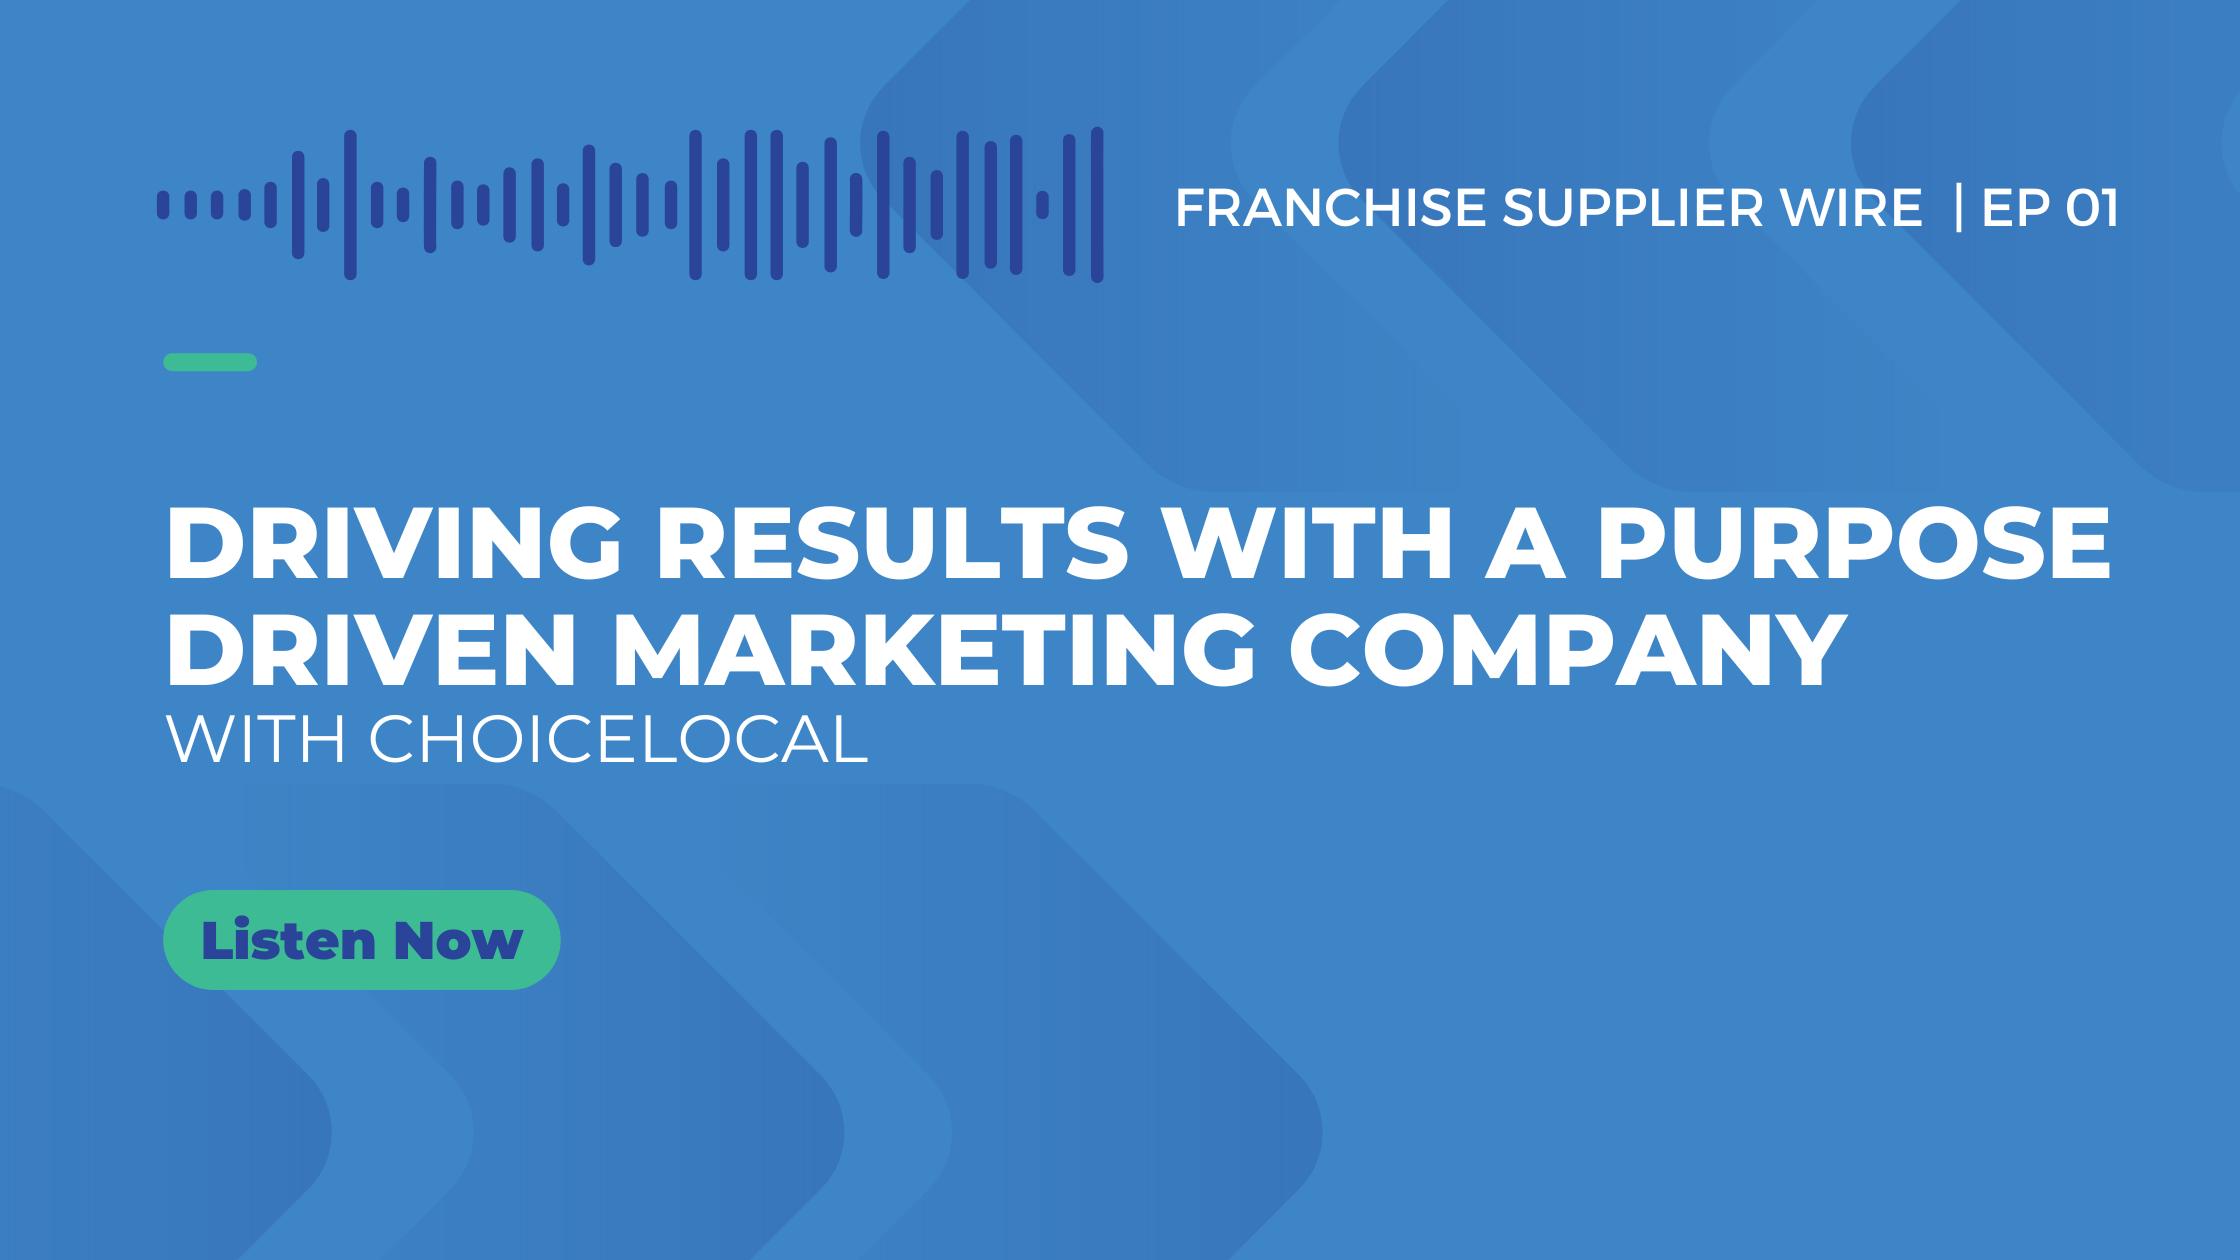 FRANCHISE SUPPLIER WIRE | EP 01
DRIVING RESULTS WITH A PURPOSE
DRIVEN MARKETING COMPANY
WITH CHOICELOCAL
Listen Now